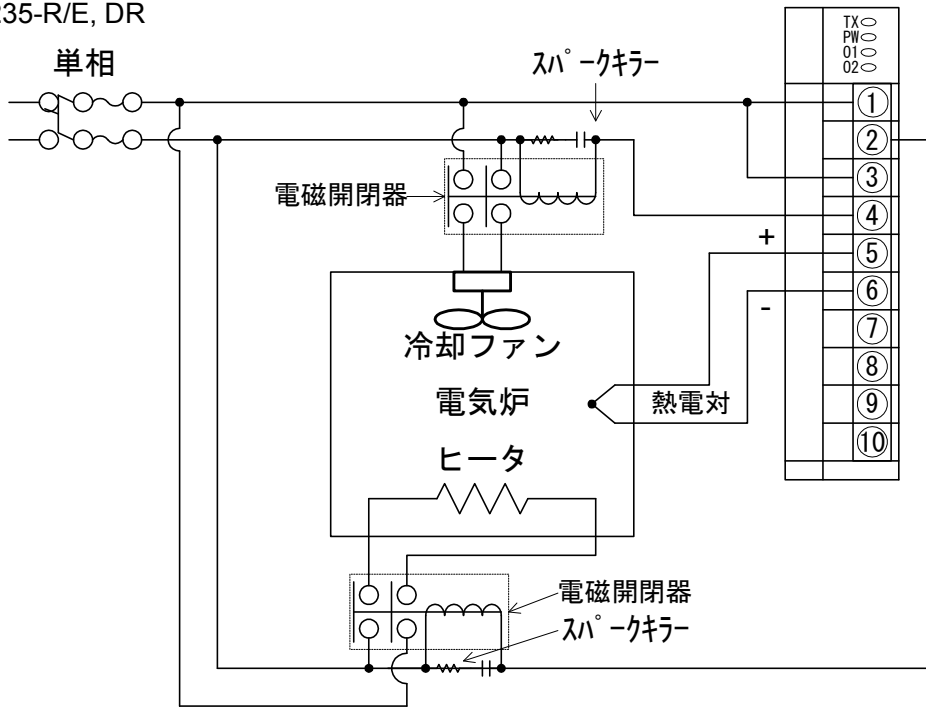 235-R/E, DR
単相
スパークキラー
電磁開閉器
冷却ファン
電気炉
熱電対
ヒータ
電磁開閉器
スパークキラー
+
-
TX
PW
O1
O2
①
②
③
④
⑤
⑥
⑦
⑧
⑨
⑩